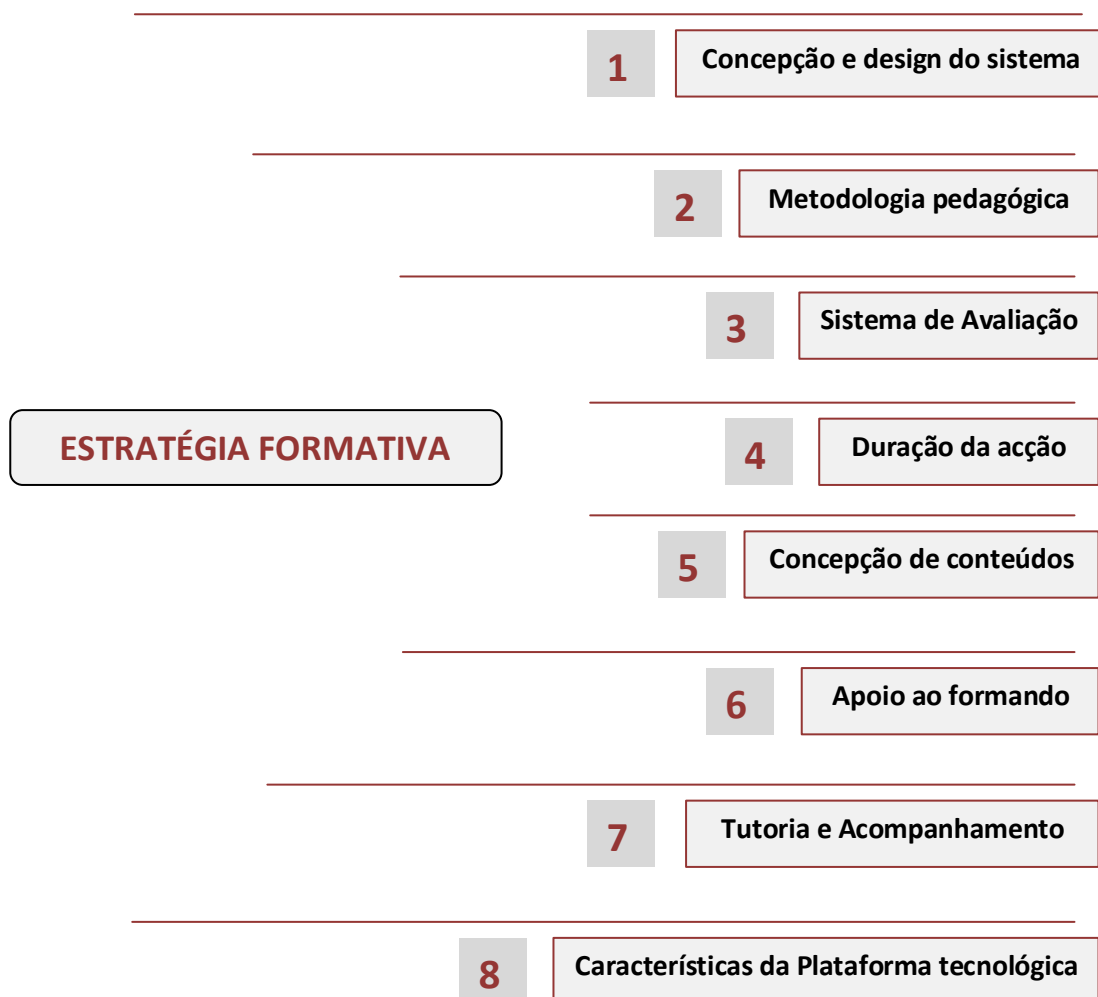 1 Concepção e design do sistema
2 Metodologia pedagógica
3 Sistema de Avaliação
ESTRATÉGIA FORMATIVA
4 Duração da acção
5 Concepção de conteúdos
6 Apoio ao formando
7 Tutoria e Acompanhamento
8 Características da Plataforma tecnológica